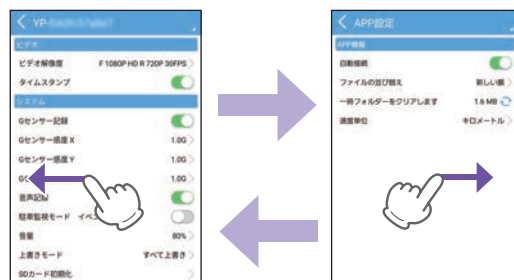 YP-
ビデオ
ビデオ解像度 F 1080P HD R 720P 30FPS
タイムスタンプ
システム
Gセンサー記録
Gセンサー感度 X 1.0G
Gセンサー感度 Y 1.0G
1.0G
音声記録
駐車監視モード イベ
音量 80%
上書きモード すべて上書き
SDカード初期化
APP設定
APP情報
自動接続
ファイルの並び替え 新しい順
一時フォルダーをクリアします 1.6 MB
速度単位 キロメートル